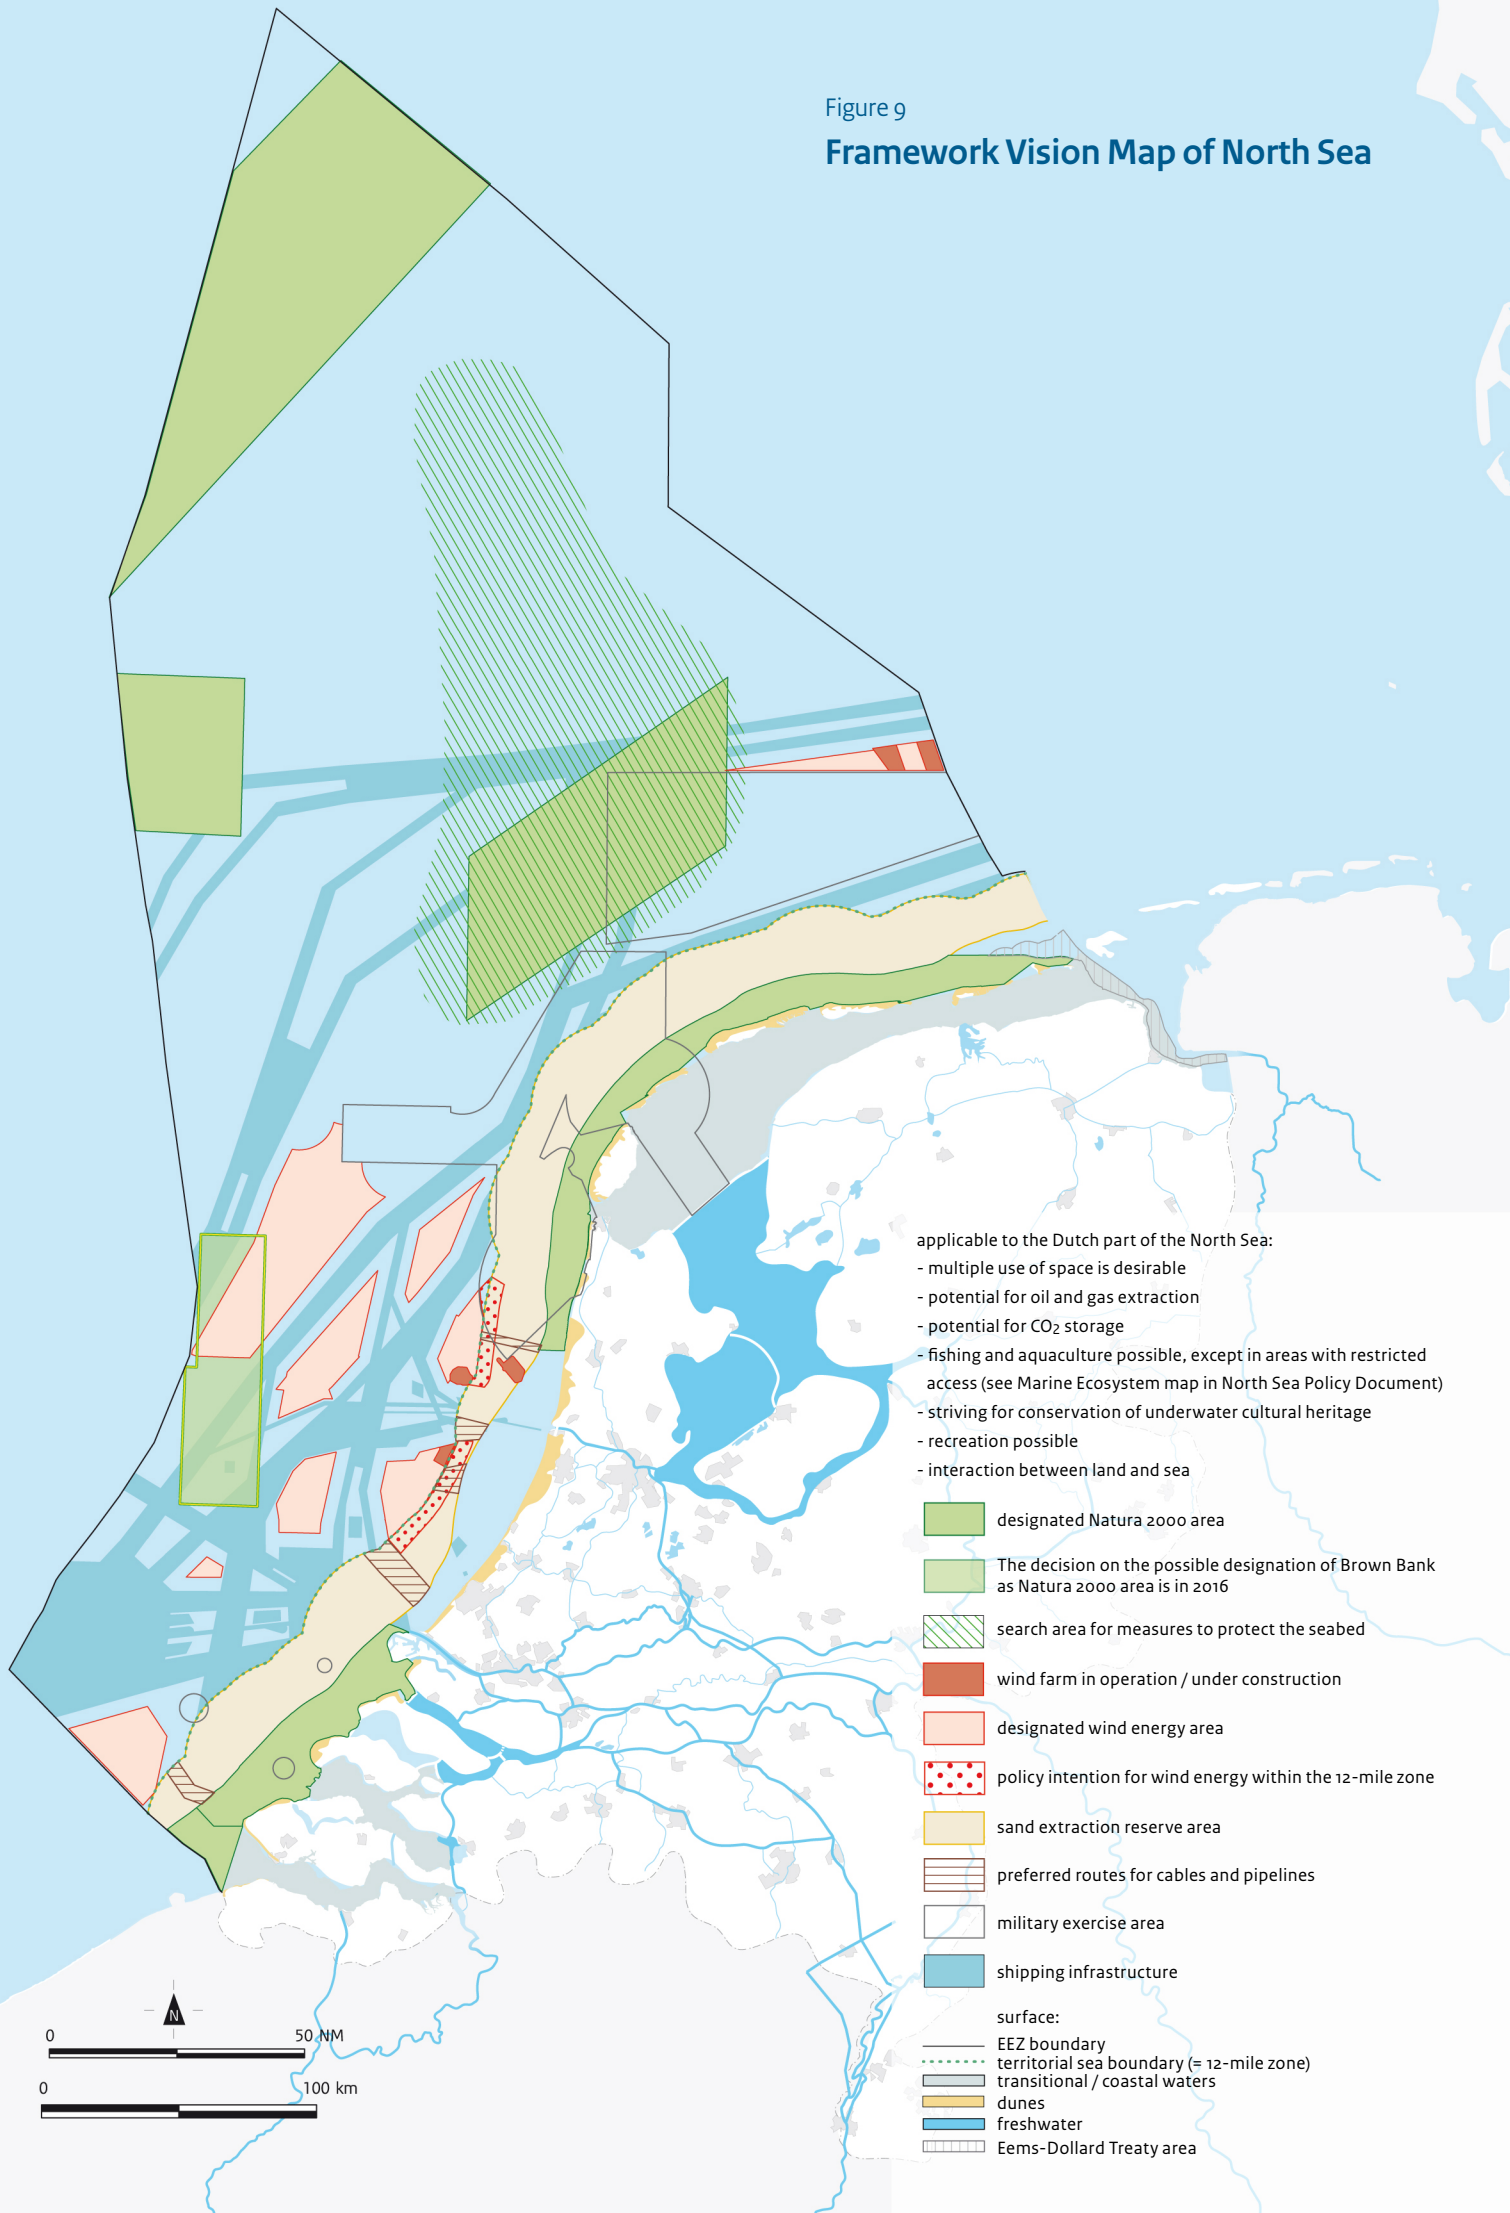 Figure 9
Framework Vision Map of North Sea
applicable to the Dutch part of the North Sea:
- multiple use of space is desirable
- potential for oil and gas extraction
- potential for CO2 storage
- fishing and aquaculture possible, except in areas with restricted
access (see Marine Ecosystem map in North Sea Policy Document)
- striving for conservation of underwater cultural heritage
- recreation possible
- interaction between land and sea
designated Natura 2000 area
The decision on the possible designation of Brown Bank
as Natura 2000 area is in 2016
search area for measures to protect the seabed
wind farm in operation / under construction
designated wind energy area
policy intention for wind energy within the 12-mile zone
sand extraction reserve area
preferred routes for cables and pipelines
military exercise area
shipping infrastructure
surface:
EEZ boundary
territorial sea boundary (= 12-mile zone)
transitional / coastal waters
dunes
freshwater
Eems-Dollard Treaty area
N
0 50 NM
0 100 km